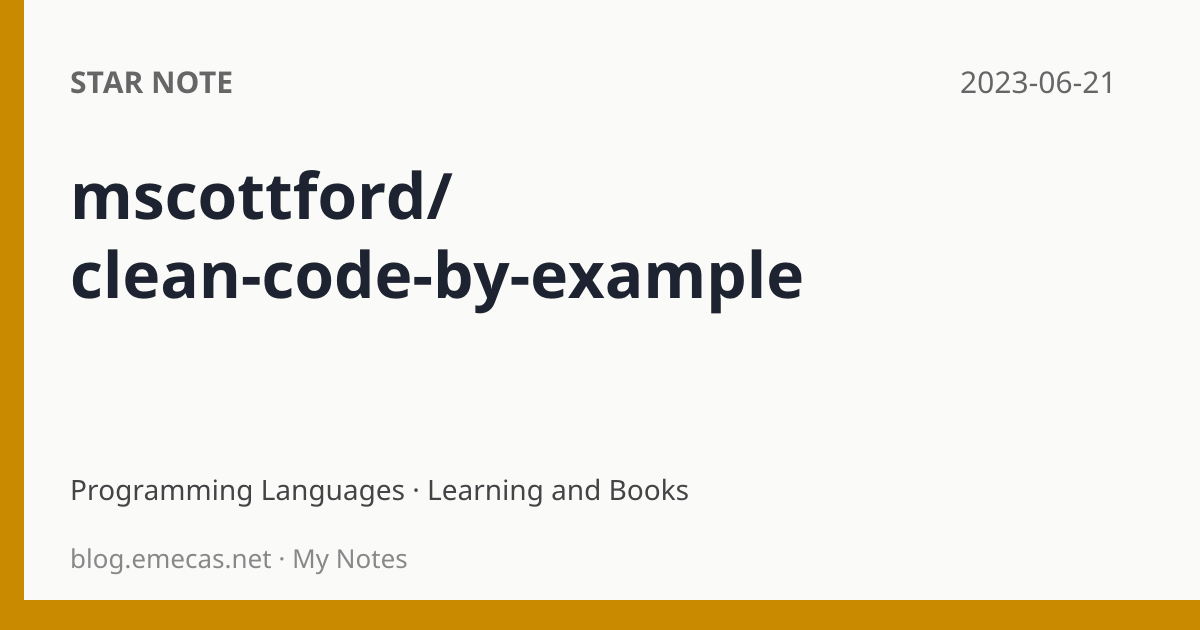 STAR NOTE
2023-06-21
mscottford/
clean-code-by-example
Programming Languages · Learning and Books
blog.emecas.net · My Notes